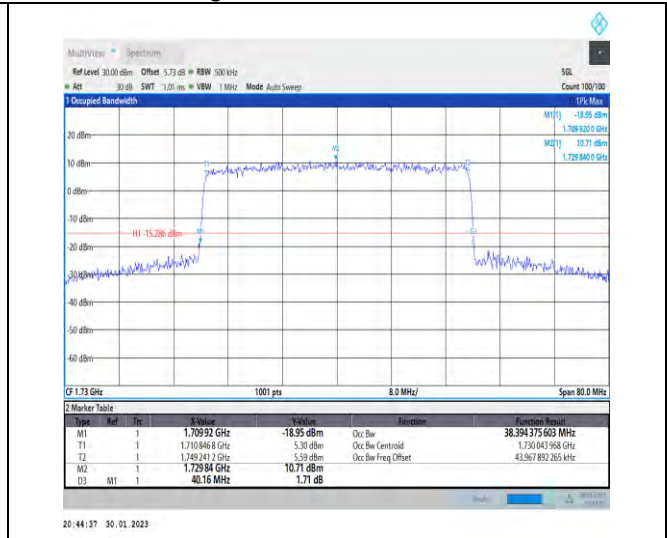 MultiView Spectrum
Ref Level 30.00 dBm Offset 5.73 dB RBW 500 kHz SGL
Att 30 dB SWT 1.01 ms VBW 1 MHz Mode Auto Sweep Count 100/100
1 Occupied Bandwidth 1Pk Max
M1[1] -18.95 dBm
1.709 920 0 GHz
20 dBm
M2[1] 10.71 dBm
1.729 840 0 GHz
M2
T1
10 dBm
0 dBm
-10 dBm
H1 -15.286 dBm
M1
-20 dBm
-30 dBm
-40 dBm
-50 dBm
-60 dBm
CF 1.73 GHz 1001 pts 8.0 MHz/ Span 80.0 MHz
2 Marker Table
Type Ref Trc X-Value Y-Value Function Function Result
M1 1 1.709 92 GHz -18.95 dBm Occ Bw 38.394 375 603 MHz
T1 1 1.710 846 8 GHz 5.30 dBm Occ Bw Centroid 1.730 043 968 GHz
T2 1 1.749 241 2 GHz 5.59 dBm Occ Bw Freq Offset 43.967 892 265 kHz
M2 1 1.729 84 GHz 10.71 dBm
D3 M1 1 40.16 MHz 1.71 dB
20:44:37 30.01.2023